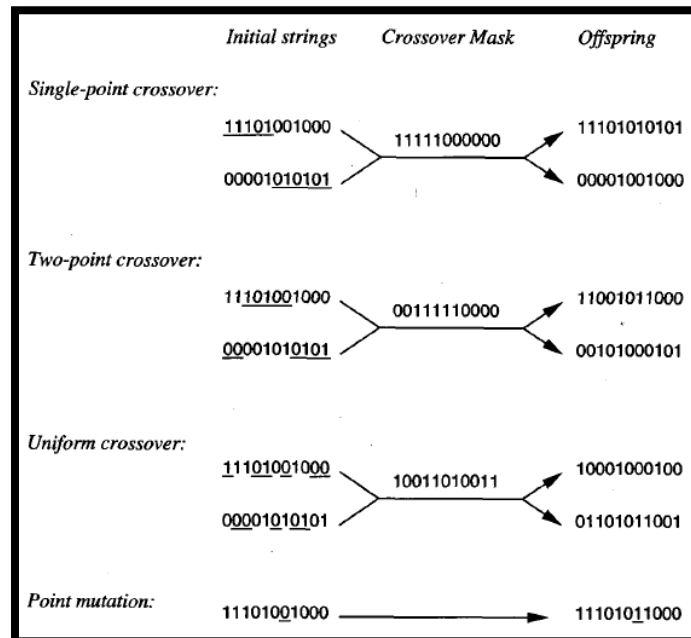 Initial strings Crossover Mask Offspring
Single-point crossover:
11101001000 11111000000 11101010101
00001010101 00001001000
Two-point crossover:
11101001000 00111110000 11001011000
00001010101 00101000101
Uniform crossover:
11101001000 10011010011 10001000100
00001010101 01101011001
Point mutation:
11101001000 11101011000